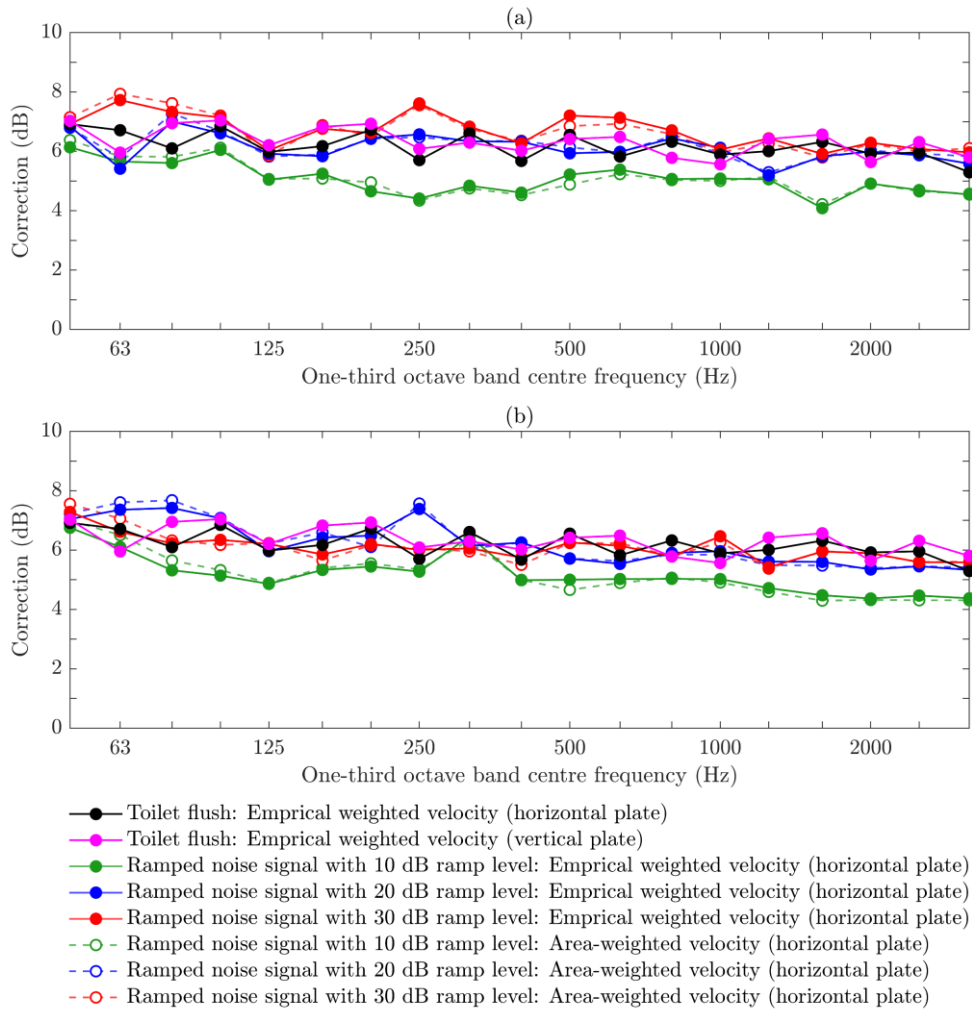 (a)
10
8
6
4
2
0
Correction (dB)
63 125 250 500 1000 2000
One-third octave band centre frequency (Hz)
(b)
10
8
6
4
2
0
Correction (dB)
63 125 250 500 1000 2000
One-third octave band centre frequency (Hz)
Toilet flush: Emprical weighted velocity (horizontal plate)
Toilet flush: Emprical weighted velocity (vertical plate)
Ramped noise signal with 10 dB ramp level: Emprical weighted velocity (horizontal plate)
Ramped noise signal with 20 dB ramp level: Emprical weighted velocity (horizontal plate)
Ramped noise signal with 30 dB ramp level: Emprical weighted velocity (horizontal plate)
Ramped noise signal with 10 dB ramp level: Area-weighted velocity (horizontal plate)
Ramped noise signal with 20 dB ramp level: Area-weighted velocity (horizontal plate)
Ramped noise signal with 30 dB ramp level: Area-weighted velocity (horizontal plate)